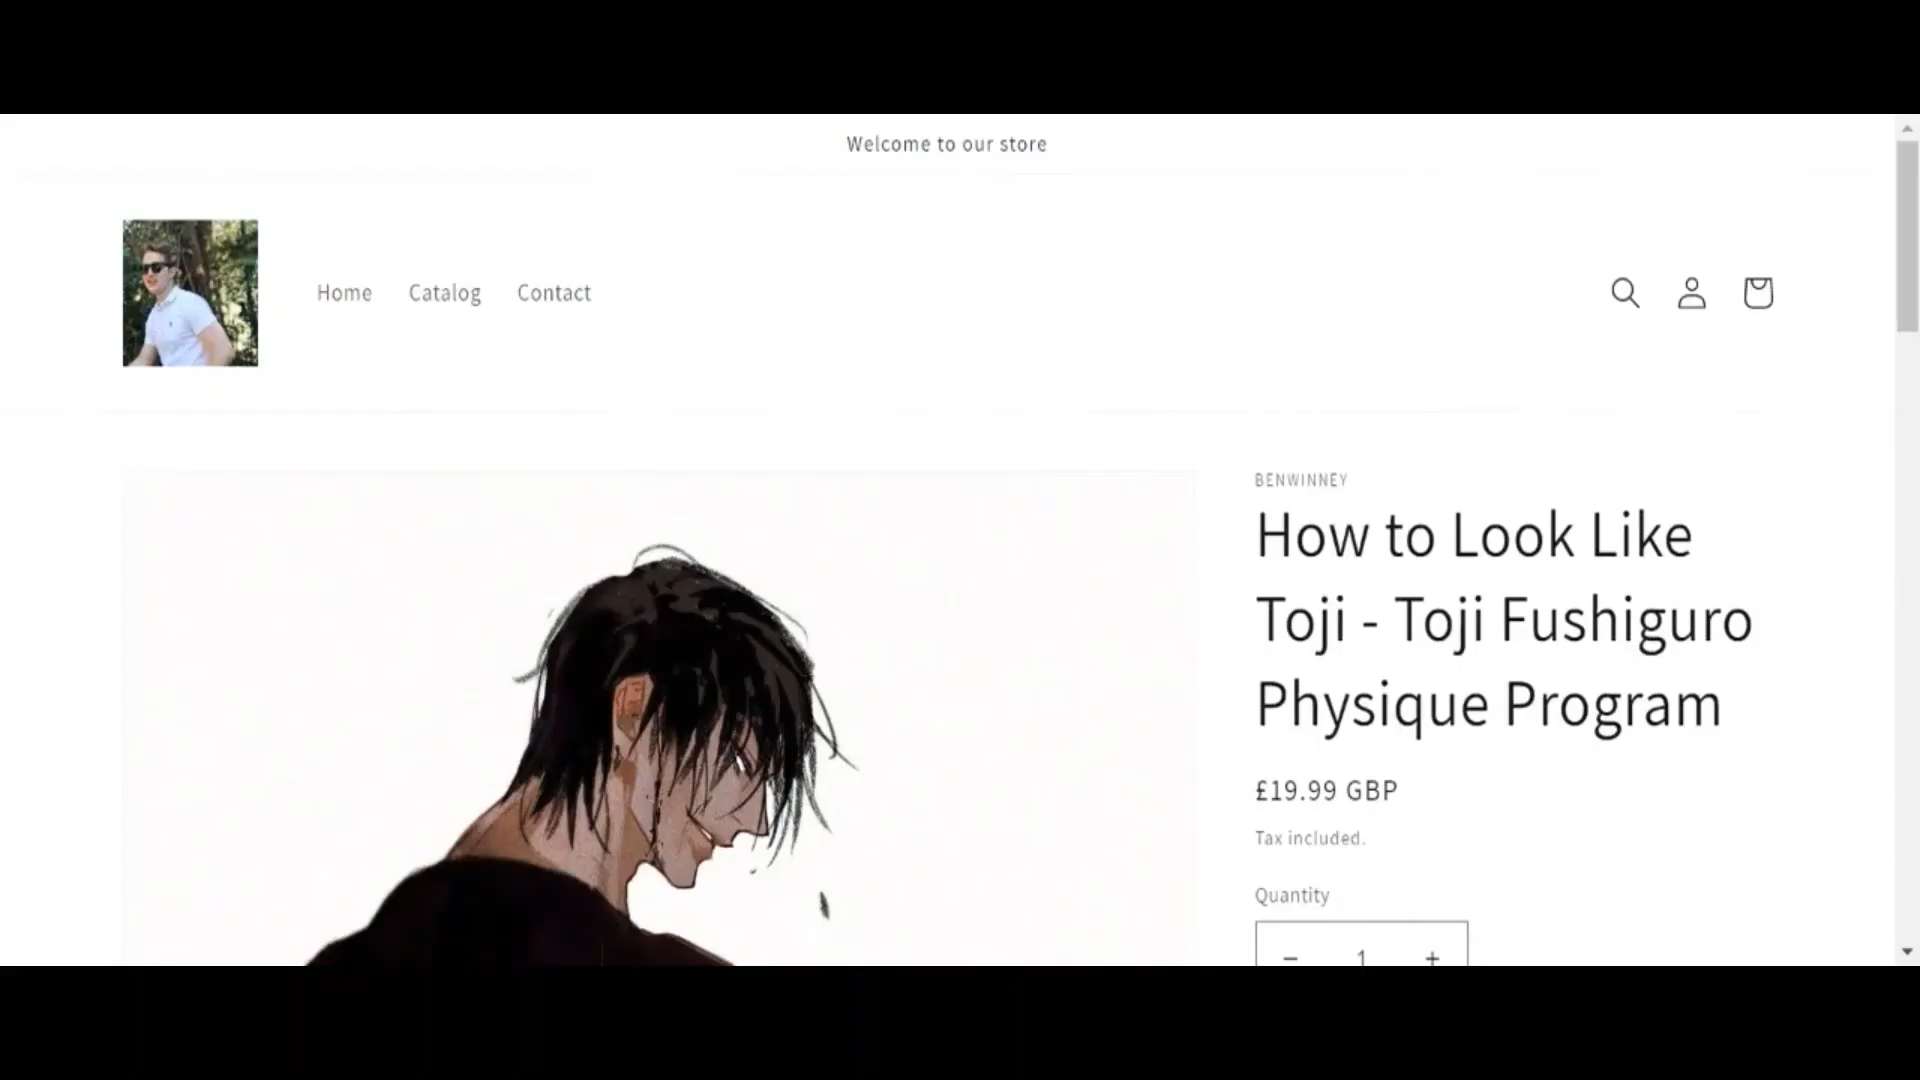 Welcome to our store
Home
Catalog
Contact
BENWINNEY
How to Look Like
Toji - Toji Fushiguro
Physique Program
£19.99 GBP
Tax included.
Quantity
− 1 +